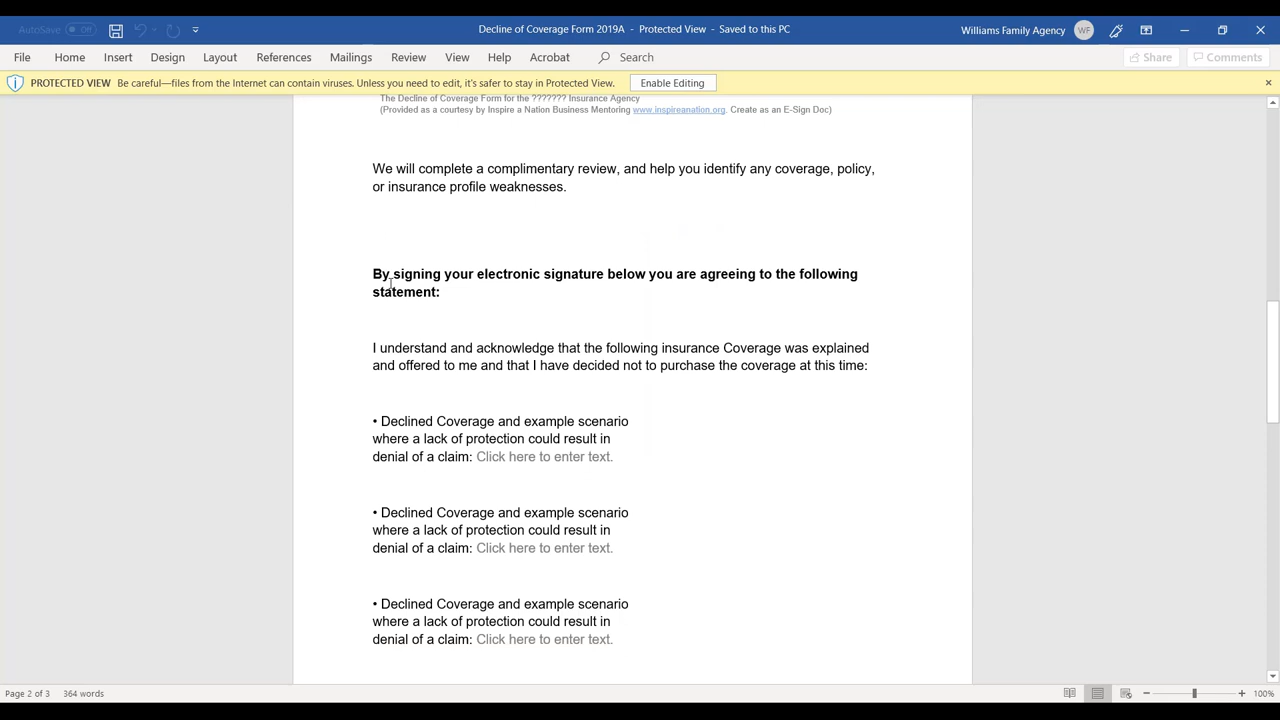 AutoSave Off
Decline of Coverage Form 2019A - Protected View - Saved to this PC
Williams Family Agency WF
File Home Insert Design Layout References Mailings Review View Help Acrobat Search Share Comments
PROTECTED VIEW Be careful—files from the Internet can contain viruses. Unless you need to edit, it's safer to stay in Protected View. Enable Editing
The Decline of Coverage Form for the ??????? Insurance Agency
(Provided as a courtesy by Inspire a Nation Business Mentoring www.inspireanation.org. Create as an E-Sign Doc)
We will complete a complimentary review, and help you identify any coverage, policy,
or insurance profile weaknesses.
By signing your electronic signature below you are agreeing to the following
statement:
I understand and acknowledge that the following insurance Coverage was explained
and offered to me and that I have decided not to purchase the coverage at this time:
• Declined Coverage and example scenario
where a lack of protection could result in
denial of a claim: Click here to enter text.
• Declined Coverage and example scenario
where a lack of protection could result in
denial of a claim: Click here to enter text.
• Declined Coverage and example scenario
where a lack of protection could result in
denial of a claim: Click here to enter text.
Page 2 of 3 364 words
100%